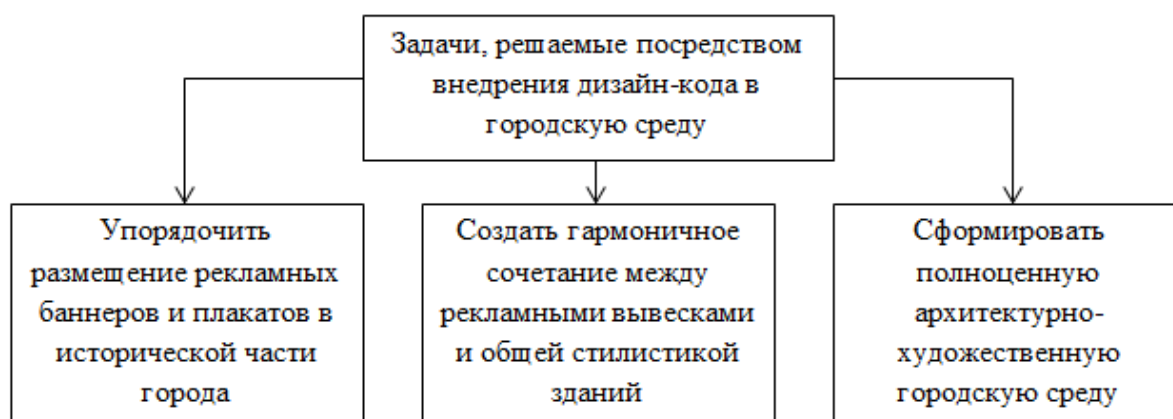 Задачи, решаемые посредством
внедрения дизайн-кода в
городскую среду
Упорядочить
размещение рекламных
баннеров и плакатов в
исторической части
города
Создать гармоничное
сочетание между
рекламными вывесками
и общей стилистикой
зданий
Сформировать
полноценную
архитектурно-
художественную
городскую среду